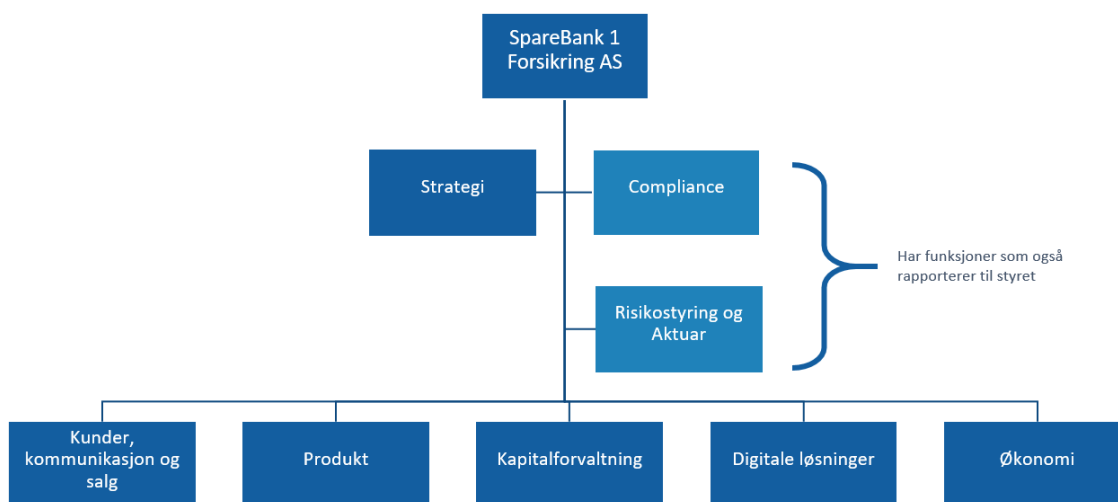 SpareBank 1
Forsikring AS
Strategi
Compliance
Har funksjoner som også
rapporterer til styret
Risikostyring og
Aktuar
Kunder,
kommunikasjon og
salg
Produkt
Kapitalforvaltning
Digitale løsninger
Økonomi